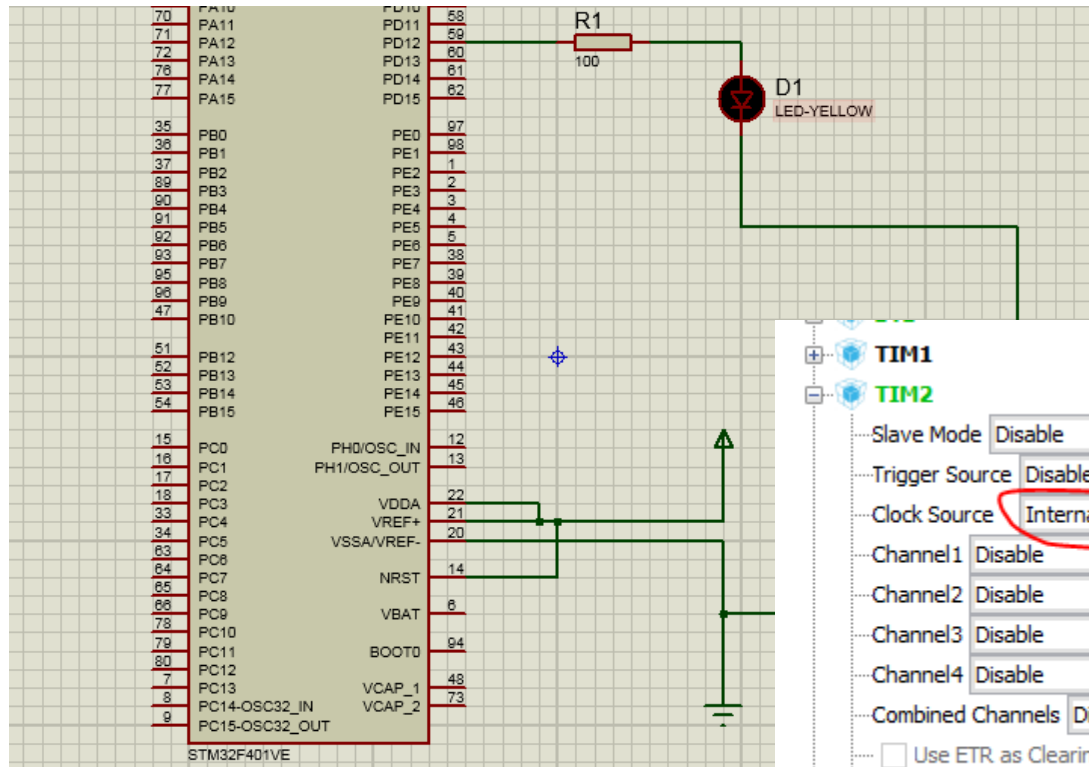 70 PA11 PD11 58
71 PA12 PD12 59
72 PA13 PD13 60
76 PA14 PD14 61
77 PA15 PD15 62
R1
100
D1
LED-YELLOW
35 PB0 PE0 97
36 PB1 PE1 98
37 PB2 PE2 1
89 PB3 PE3 2
90 PB4 PE4 3
91 PB5 PE5 4
92 PB6 PE6 5
93 PB7 PE7 38
95 PB8 PE8 39
96 PB9 PE9 40
47 PB10 PE10 41
PE11 42
51 PB12 PE12 43
52 PB13 PE13 44
53 PB14 PE14 45
54 PB15 PE15 46
15 PC0 PH0/OSC_IN 12
16 PC1 PH1/OSC_OUT 13
17 PC2
18 PC3 VDDA 22
33 PC4 VREF+ 21
34 PC5 VSSA/VREF- 20
63 PC6
64 PC7 NRST 14
65 PC8
66 PC9 VBAT 6
78 PC10
79 PC11 BOOT0 94
80 PC12
7 PC13 VCAP_1 48
8 PC14-OSC32_IN VCAP_2 73
9 PC15-OSC32_OUT
STM32F401VE
TIM1
TIM2
Slave Mode Disable
Trigger Source Disable
Clock Source Interna
Channel1 Disable
Channel2 Disable
Channel3 Disable
Channel4 Disable
Combined Channels Di
Use ETR as Clearin